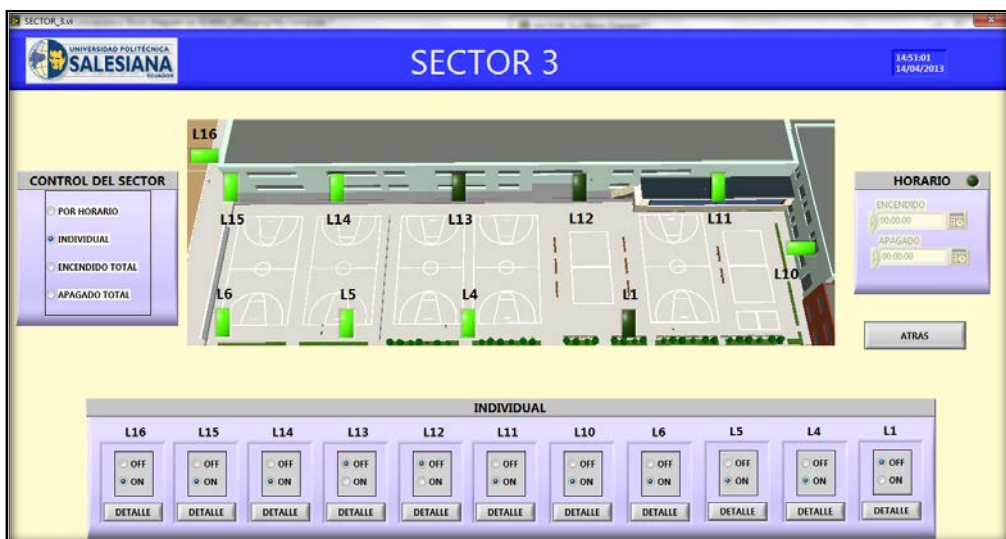 SECTOR_3.vi
UNIVERSIDAD POLITÉCNICA
SALESIANA
ECUADOR
SECTOR 3
14:51:01
14/04/2013
CONTROL DEL SECTOR
POR HORARIO
INDIVIDUAL
ENCENDIDO TOTAL
APAGADO TOTAL
L16
L15 L14 L13 L12 L11
L10
L6 L5 L4 L1
HORARIO
ENCENDIDO
00:00:00
APAGADO
00:00:00
ATRAS
INDIVIDUAL
L16 L15 L14 L13 L12 L11 L10 L6 L5 L4 L1
OFF OFF OFF OFF OFF OFF OFF OFF OFF OFF OFF
ON ON ON ON ON ON ON ON ON ON ON
DETALLE DETALLE DETALLE DETALLE DETALLE DETALLE DETALLE DETALLE DETALLE DETALLE DETALLE